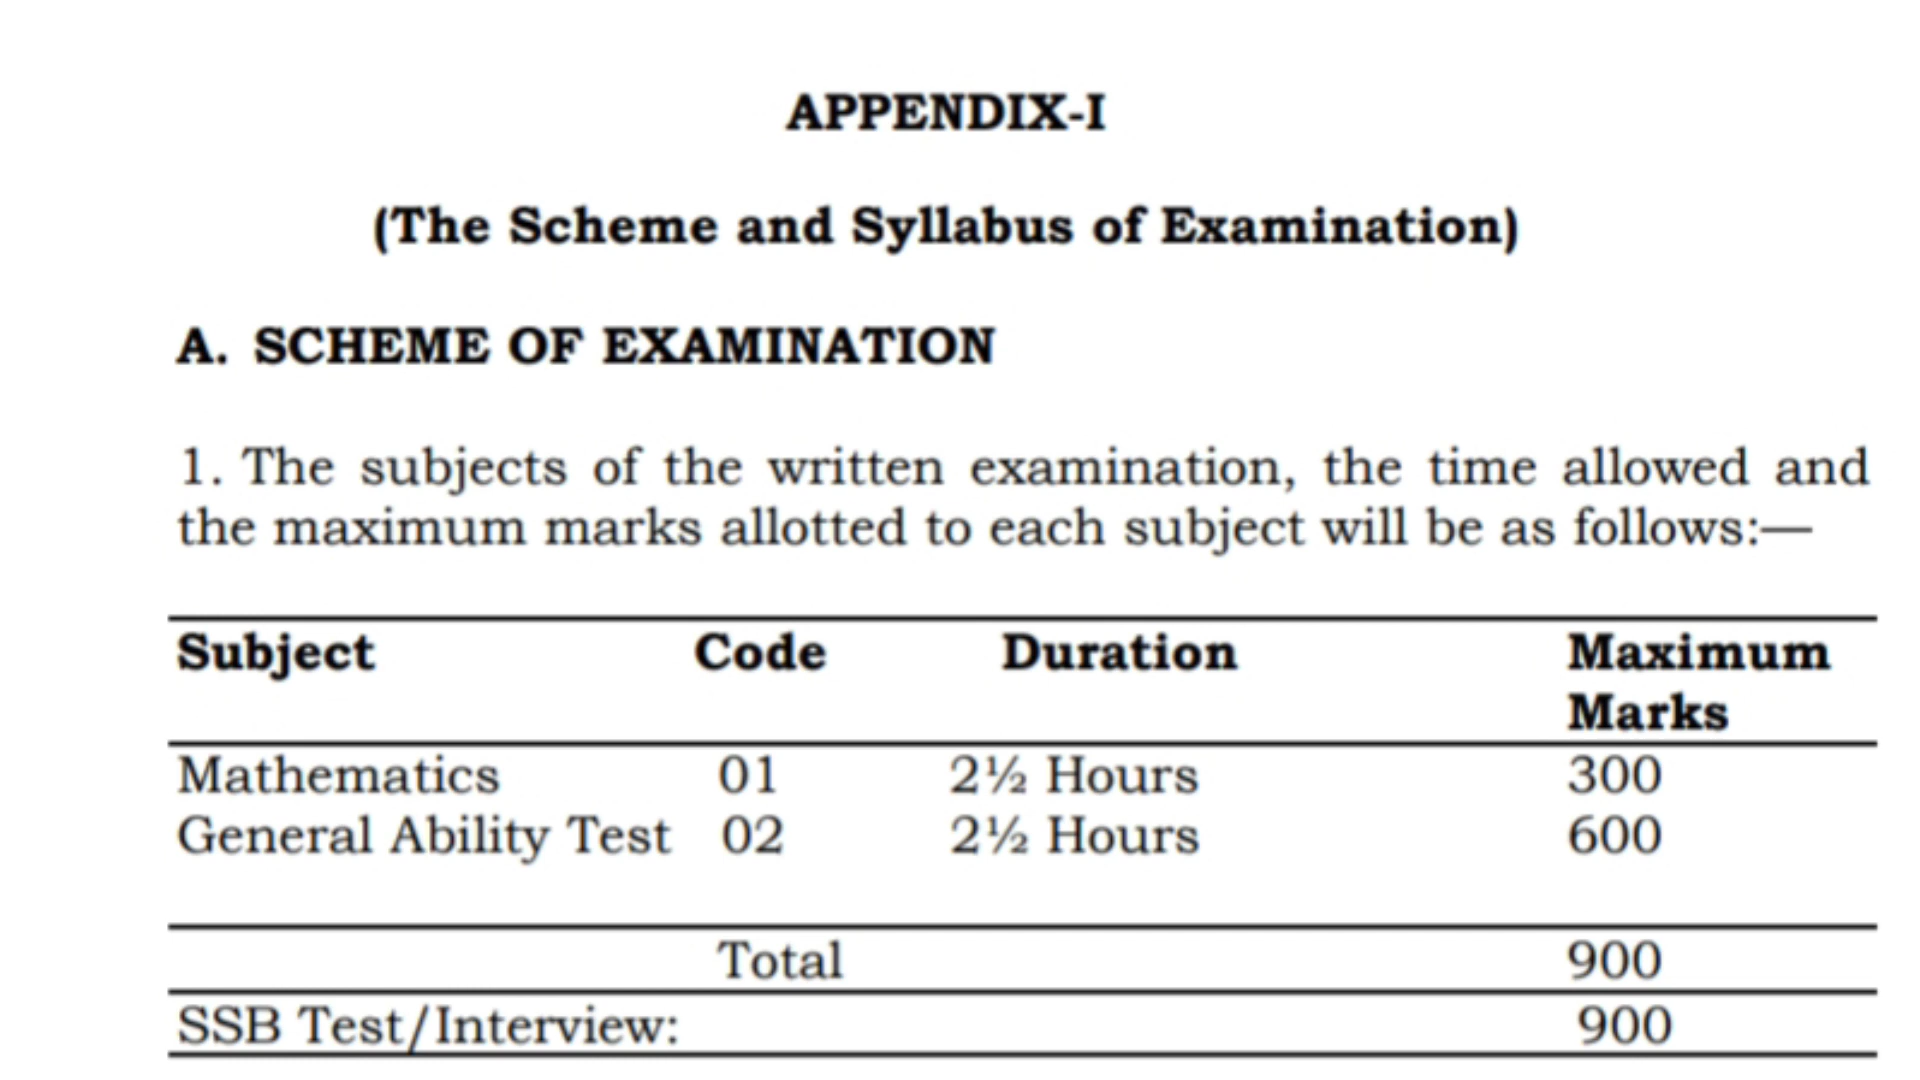 APPENDIX-I
(The Scheme and Syllabus of Examination)
A. SCHEME OF EXAMINATION
1. The subjects of the written examination, the time allowed and
the maximum marks allotted to each subject will be as follows:—
Subject Code Duration Maximum
Marks
Mathematics 01 2½ Hours 300
General Ability Test 02 2½ Hours 600
Total 900
SSB Test/Interview: 900